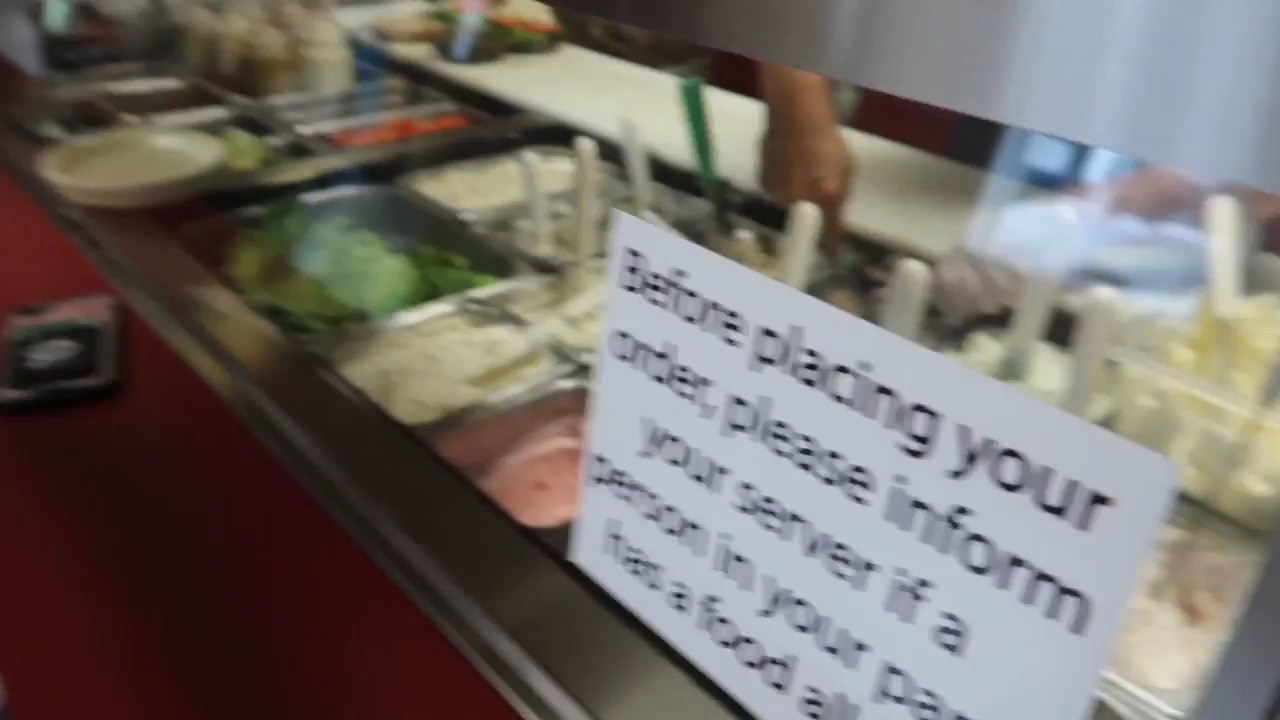 Before placing your
order, please inform
your server if a
person in your
has a food